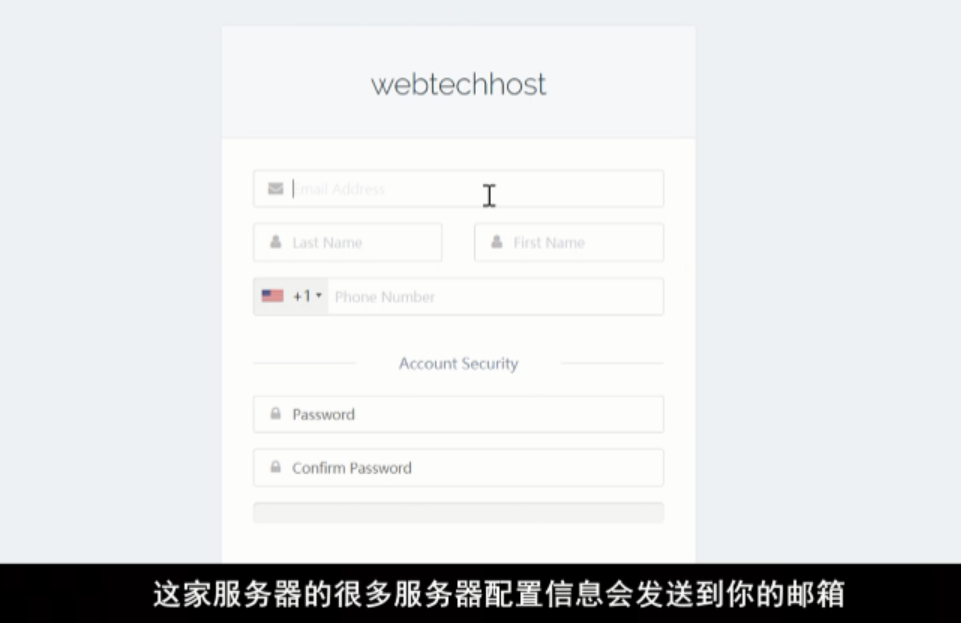 webtechhost
Email Address
Last Name First Name
+1 Phone Number
Account Security
Password
Confirm Password
这家服务器的很多服务器配置信息会发送到你的邮箱